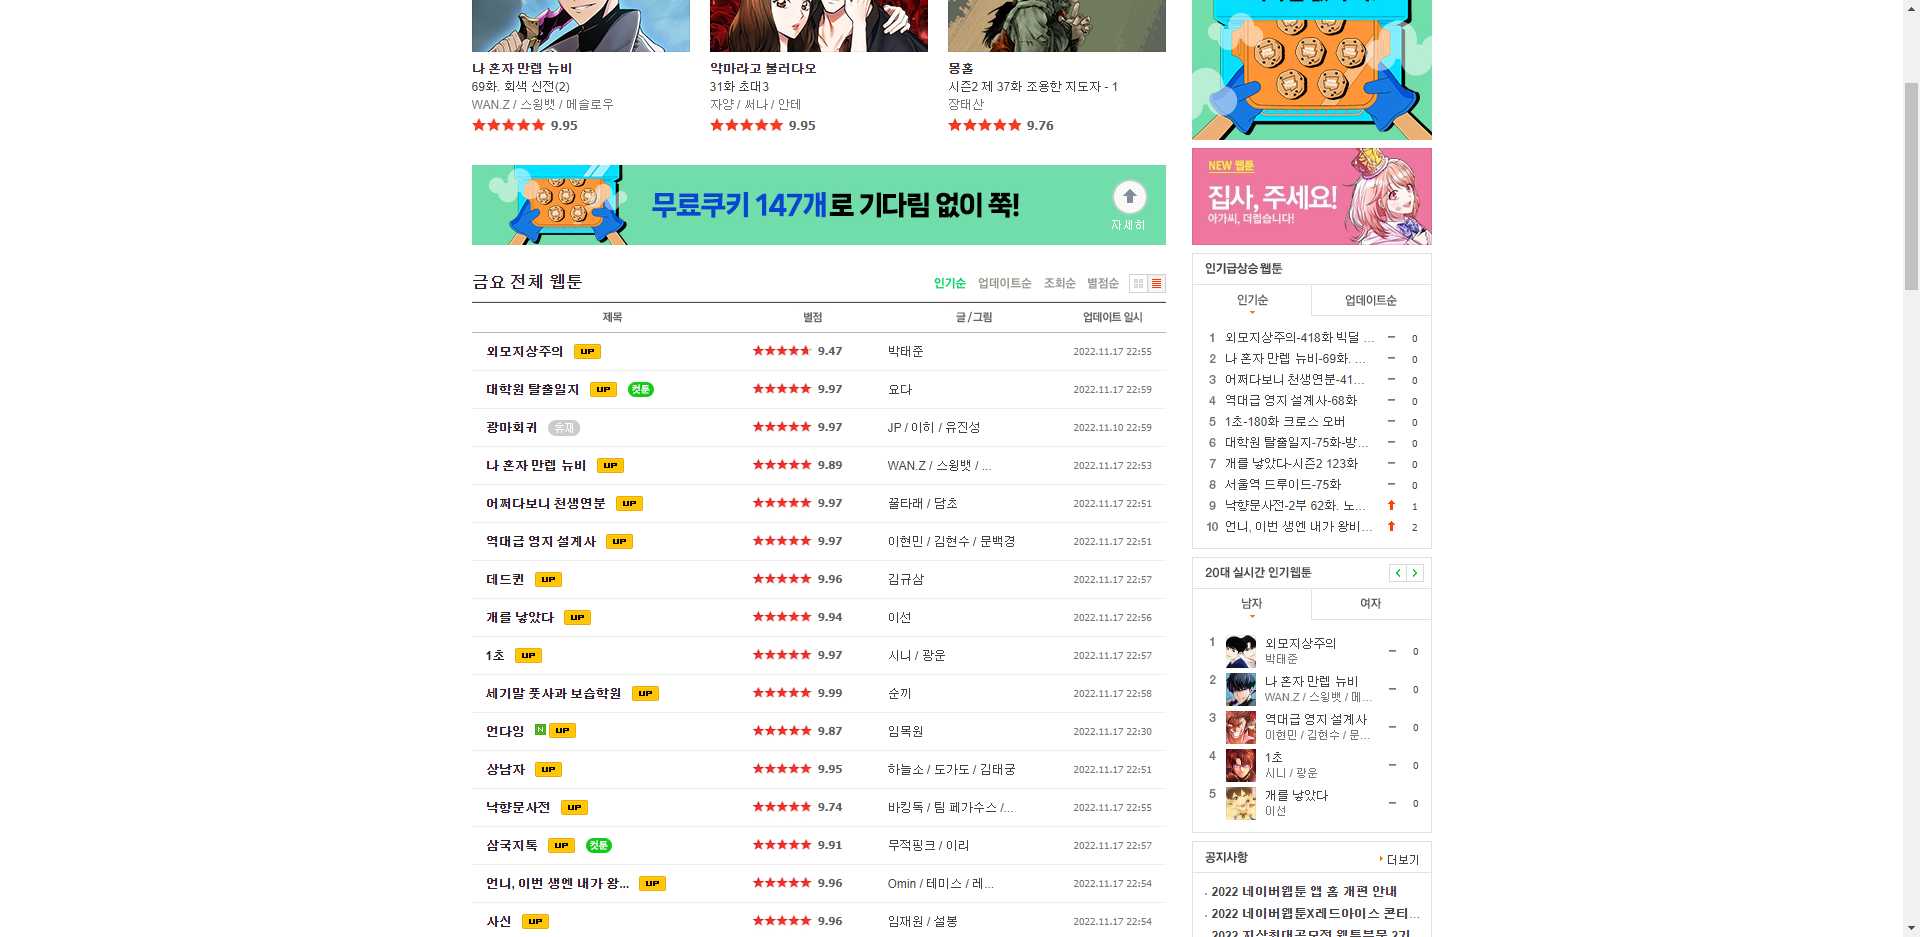 나 혼자 만렙 뉴비
69화. 회색 신전(2)
WAN.Z / 스윙뱃 / 메슬로우
9.95
악마라고 불러다오
31화 초대3
자양 / 써나 / 안테
9.95
몽홀
시즌2 제 37화 조용한 지도자 - 1
장태산
9.76
무료쿠키 147개로 기다림 없이 쭉!
자세히
금요 전체 웹툰
인기순 업데이트순 조회순 별점순
제목 별점 글/그림 업데이트 일시
외모지상주의 UP 9.47 박태준 2022.11.17 22:55
대학원 탈출일지 UP 컷툰 9.97 요다 2022.11.17 22:59
광마회귀 휴재 9.97 JP / 이히 / 유진성 2022.11.10 22:59
나 혼자 만렙 뉴비 UP 9.89 WAN.Z / 스윙뱃 / ... 2022.11.17 22:53
어쩌다보니 천생연분 UP 9.97 꿀타래 / 담초 2022.11.17 22:51
역대급 영지 설계사 UP 9.97 이현민 / 김현수 / 문백경 2022.11.17 22:51
데드퀸 UP 9.96 김규삼 2022.11.17 22:57
개를 낳았다 UP 9.94 이선 2022.11.17 22:56
1초 UP 9.97 시니 / 광운 2022.11.17 22:57
세기말 풋사과 보습학원 UP 9.99 순끼 2022.11.17 22:58
언다잉 N UP 9.87 임목원 2022.11.17 22:30
상남자 UP 9.95 하늘소 / 도가도 / 김태궁 2022.11.17 22:51
낙향문사전 UP 9.74 바킹독 / 팀 페가수스 /... 2022.11.17 22:55
삼국지톡 UP 컷툰 9.91 무적핑크 / 이리 2022.11.17 22:57
언니, 이번 생엔 내가 왕... UP 9.96 Omin / 테미스 / 레... 2022.11.17 22:54
사신 UP 9.96 임재원 / 설봉 2022.11.17 22:54
NEW 웹툰
집사, 주세요!
아가씨, 더럽습니다!
인기급상승 웹툰
인기순 업데이트순
1 외모지상주의-418화 빅딜 ... 0
2 나 혼자 만렙 뉴비-69화. ... 0
3 어쩌다보니 천생연분-41... 0
4 역대급 영지 설계사-68화 0
5 1초-180화 크로스 오버 0
6 대학원 탈출일지-75화-방... 0
7 개를 낳았다-시즌2 123화 0
8 서울역 드루이드-75화 0
9 낙향문사전-2부 62화. 노... 1
10 언니, 이번 생엔 내가 왕비... 2
20대 실시간 인기웹툰
남자 여자
1 외모지상주의 0
박태준
2 나 혼자 만렙 뉴비 0
WAN.Z / 스윙뱃 / 메...
3 역대급 영지 설계사 0
이현민 / 김현수 / 문...
4 1초 0
시니 / 광운
5 개를 낳았다 0
이선
공지사항 더보기
2022 네이버웹툰 앱 홈 개편 안내
2022 네이버웹툰X레드아이스 콘티...
2022 지상최대공모전 웹툰부문 2기